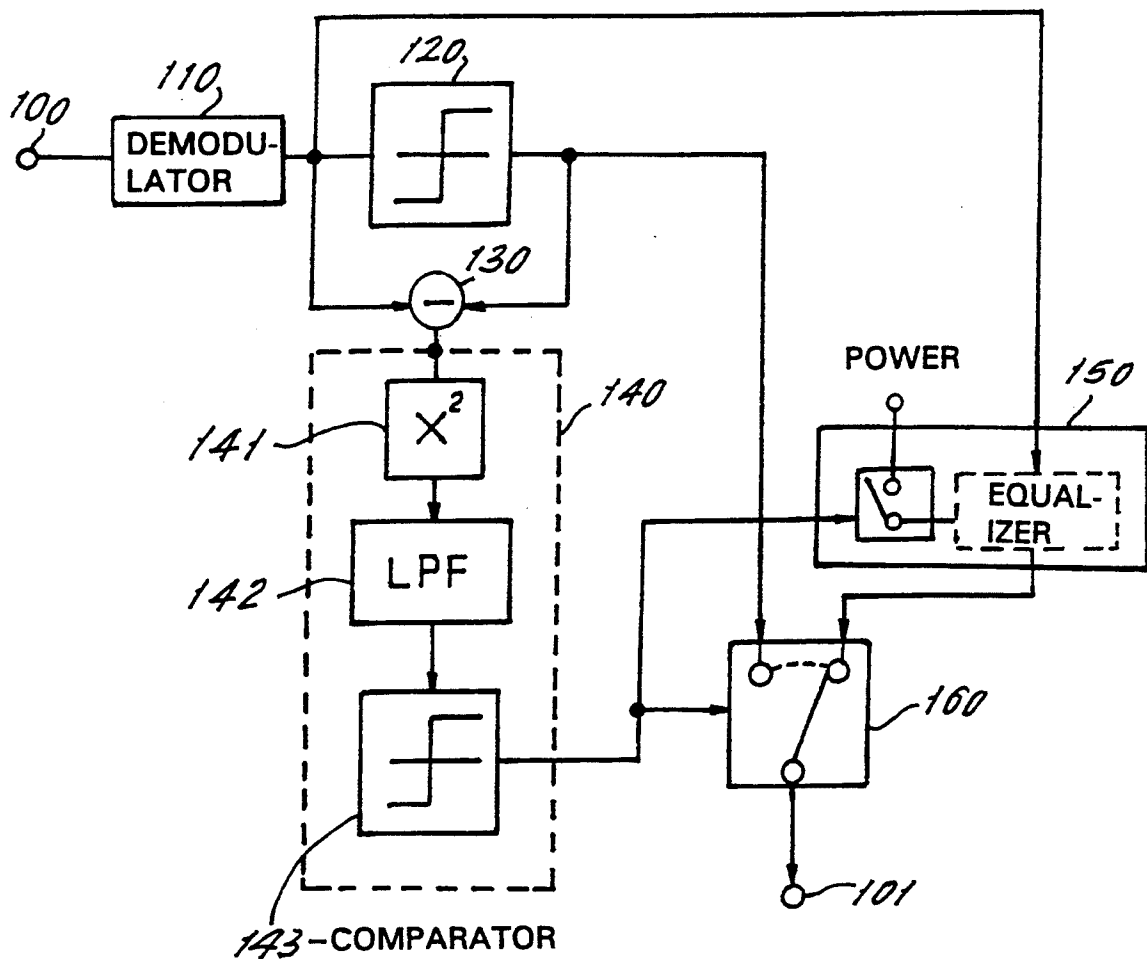 100
110
DEMODU-
LATOR
120
130
140
141
X²
142
LPF
143-COMPARATOR
POWER
150
EQUAL-
IZER
160
101